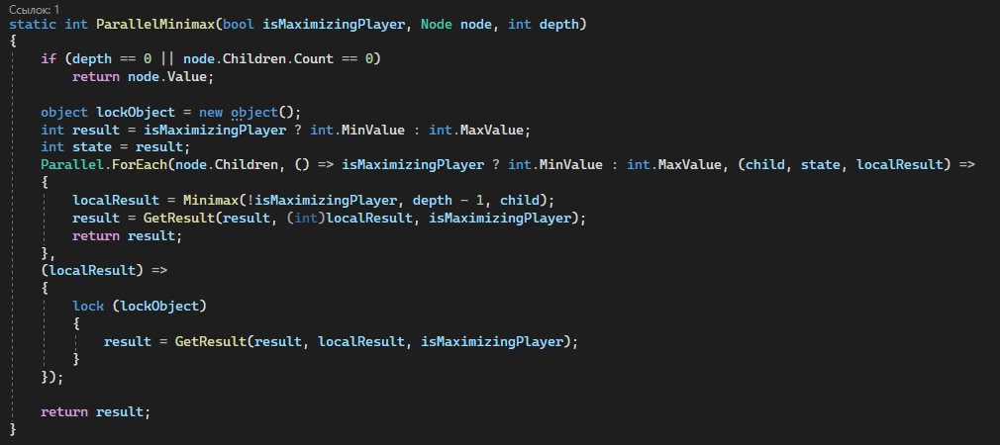 Ссылок: 1
static int ParallelMinimax(bool isMaximizingPlayer, Node node, int depth)
{
    if (depth == 0 || node.Children.Count == 0)
        return node.Value;

    object lockObject = new object();
    int result = isMaximizingPlayer ? int.MinValue : int.MaxValue;
    int state = result;
    Parallel.ForEach(node.Children, () => isMaximizingPlayer ? int.MinValue : int.MaxValue, (child, state, localResult) =>
    {
        localResult = Minimax(!isMaximizingPlayer, depth - 1, child);
        result = GetResult(result, (int)localResult, isMaximizingPlayer);
        return result;
    },
    (localResult) =>
    {
        lock (lockObject)
        {
            result = GetResult(result, localResult, isMaximizingPlayer);
        }
    });

    return result;
}